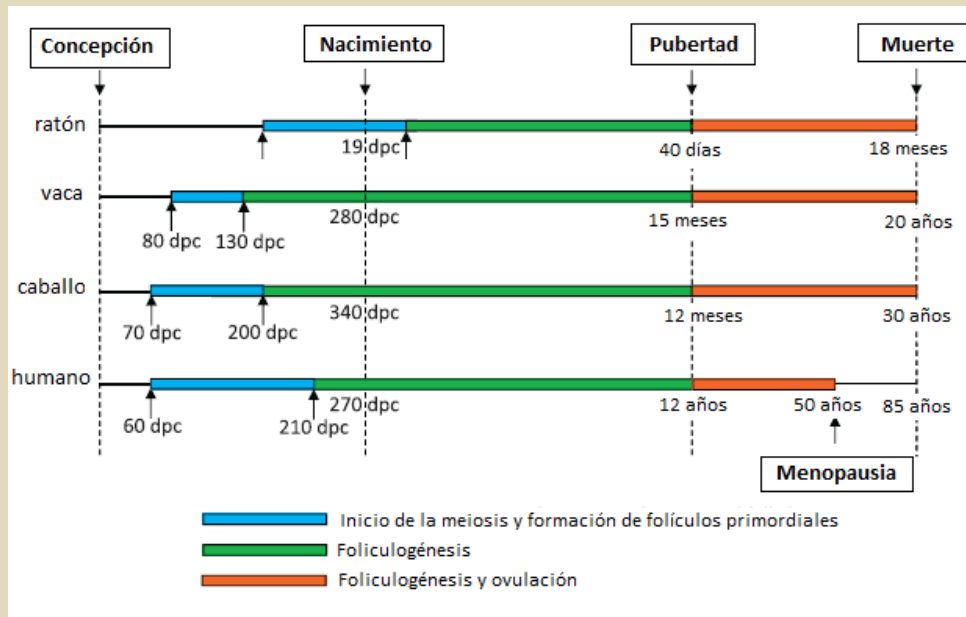 Concepción
Nacimiento
Pubertad
Muerte
ratón
19 dpc
40 días
18 meses
vaca
80 dpc
130 dpc
280 dpc
15 meses
20 años
caballo
70 dpc
200 dpc
340 dpc
12 meses
30 años
humano
60 dpc
210 dpc
270 dpc
12 años
50 años
85 años
Menopausia
Inicio de la meiosis y formación de folículos primordiales
Foliculogénesis
Foliculogénesis y ovulación